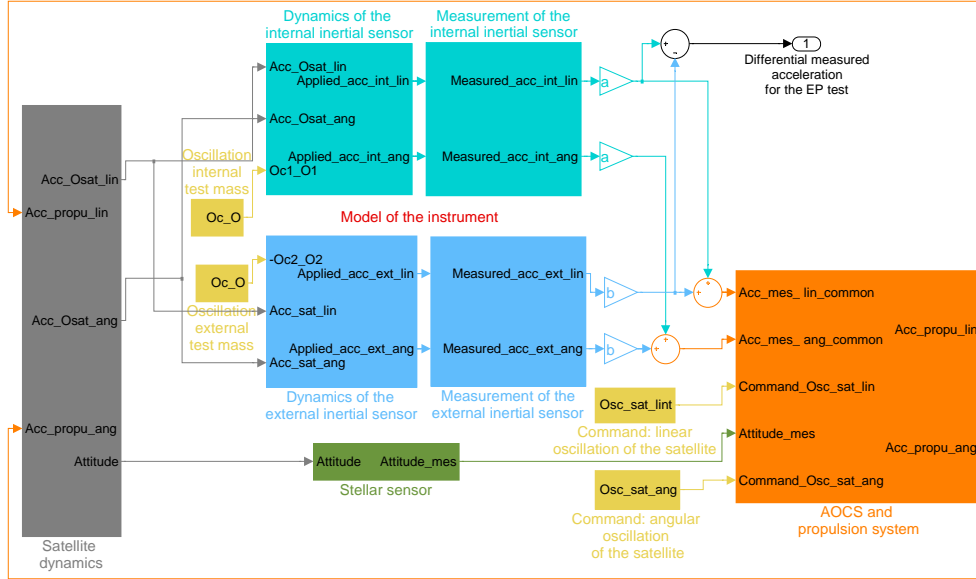 Dynamics of the
internal inertial sensor
Measurement of the
internal inertial sensor
1
Differential measured
acceleration
for the EP test
Acc_Osat_lin
Applied_acc_int_lin
Acc_Osat_ang
Applied_acc_int_ang
Oc1_O1
Measured_acc_int_lin
Measured_acc_int_ang
a
a
Oscillation
internal
test mass
Oc_O
Model of the instrument
Acc_Osat_lin
Acc_propu_lin
Acc_Osat_ang
Acc_propu_ang
Attitude
Satellite
dynamics
Oc_O
Oscillation
external
test mass
-Oc2_O2
Applied_acc_ext_lin
Acc_sat_lin
Applied_acc_ext_ang
Acc_sat_ang
Dynamics of the
external inertial sensor
Measured_acc_ext_lin
Measured_acc_ext_ang
Measurement of the
external inertial sensor
b
b
Attitude
Attitude_mes
Stellar sensor
Osc_sat_lint
Command: linear
oscillation of the satellite
Osc_sat_ang
Command: angular
oscillation
of the satellite
Acc_mes_ lin_common
Acc_propu_lin
Acc_mes_ ang_common
Command_Osc_sat_lin
Attitude_mes
Acc_propu_ang
Command_Osc_sat_ang
AOCS and
propulsion system